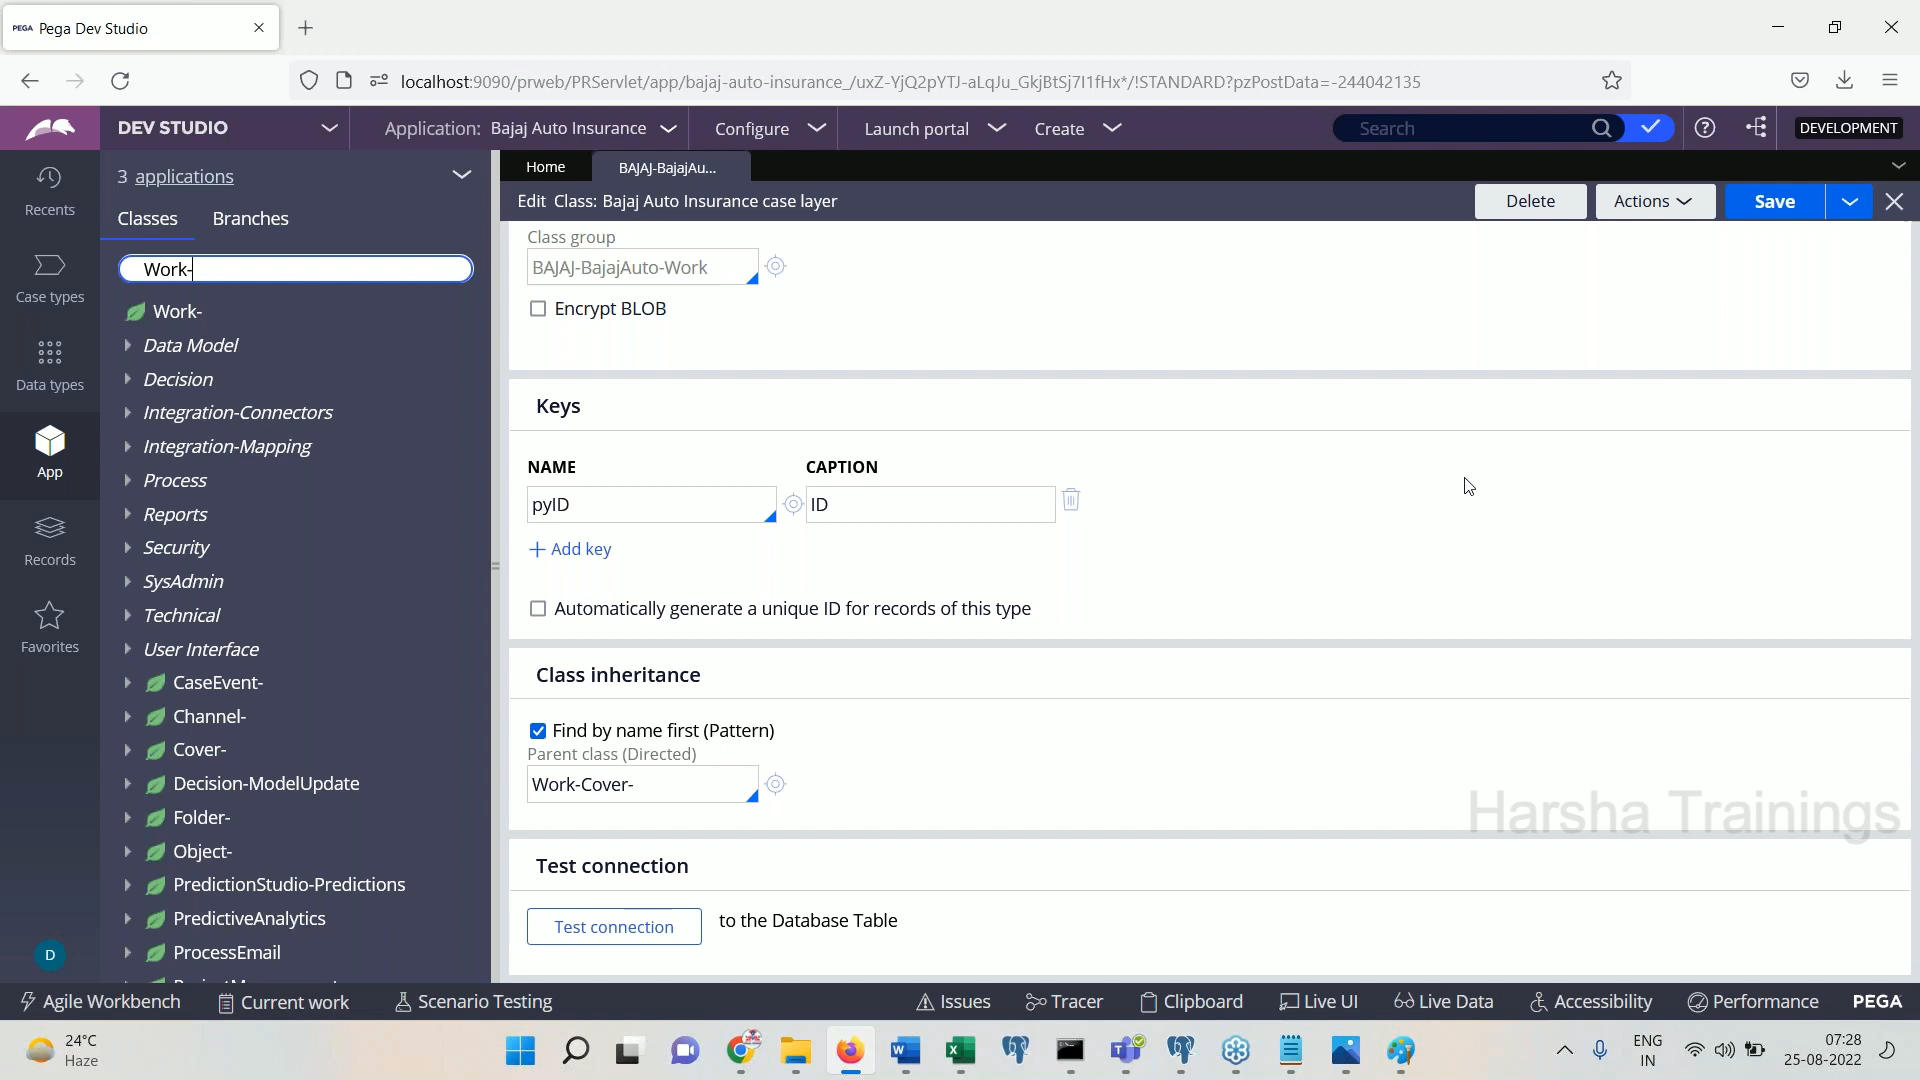 PEGA Pega Dev Studio
localhost:9090/prweb/PRServlet/app/bajaj-auto-insurance_/uxZ-YjQ2pYTJ-aLqJu_GkjBtSj7I1fHx*/!STANDARD?pzPostData=-244042135
DEV STUDIO
Application: Bajaj Auto Insurance
Configure
Launch portal
Create
Search
DEVELOPMENT
Recents
Case types
Data types
App
Records
Favorites
D
3 applications
Classes
Branches
Work-
Work-
Data Model
Decision
Integration-Connectors
Integration-Mapping
Process
Reports
Security
SysAdmin
Technical
User Interface
CaseEvent-
Channel-
Cover-
Decision-ModelUpdate
Folder-
Object-
PredictionStudio-Predictions
PredictiveAnalytics
ProcessEmail
Home
BAJAJ-BajajAu...
Edit Class: Bajaj Auto Insurance case layer
Delete
Actions
Save
Class group
BAJAJ-BajajAuto-Work
Encrypt BLOB
Keys
NAME
CAPTION
pyID
ID
+ Add key
Automatically generate a unique ID for records of this type
Class inheritance
Find by name first (Pattern)
Parent class (Directed)
Work-Cover-
Harsha Trainings
Test connection
Test connection
to the Database Table
Agile Workbench
Current work
Scenario Testing
Issues
Tracer
Clipboard
Live UI
Live Data
Accessibility
Performance
PEGA
24°C
Haze
ENG
IN
07:28
25-08-2022